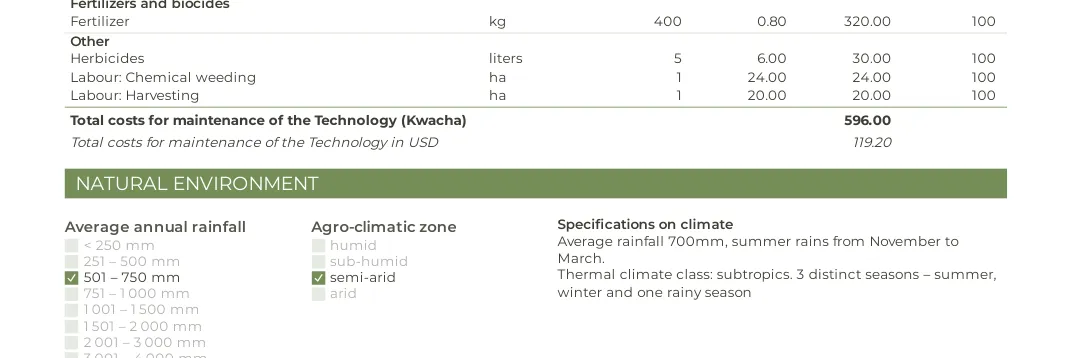 Fertilizers and biocides
Fertilizer kg 400 0.80 320.00 100
Other
Herbicides liters 5 6.00 30.00 100
Labour: Chemical weeding ha 1 24.00 24.00 100
Labour: Harvesting ha 1 20.00 20.00 100
Total costs for maintenance of the Technology (Kwacha) 596.00
Total costs for maintenance of the Technology in USD 119.20
NATURAL ENVIRONMENT
Average annual rainfall
< 250 mm
251 – 500 mm
501 – 750 mm
751 – 1 000 mm
1 001 – 1 500 mm
1 501 – 2 000 mm
2 001 – 3 000 mm
3 001 – 4 000 mm
Agro-climatic zone
humid
sub-humid
semi-arid
arid
Specifications on climate
Average rainfall 700mm, summer rains from November to
March.
Thermal climate class: subtropics. 3 distinct seasons – summer,
winter and one rainy season